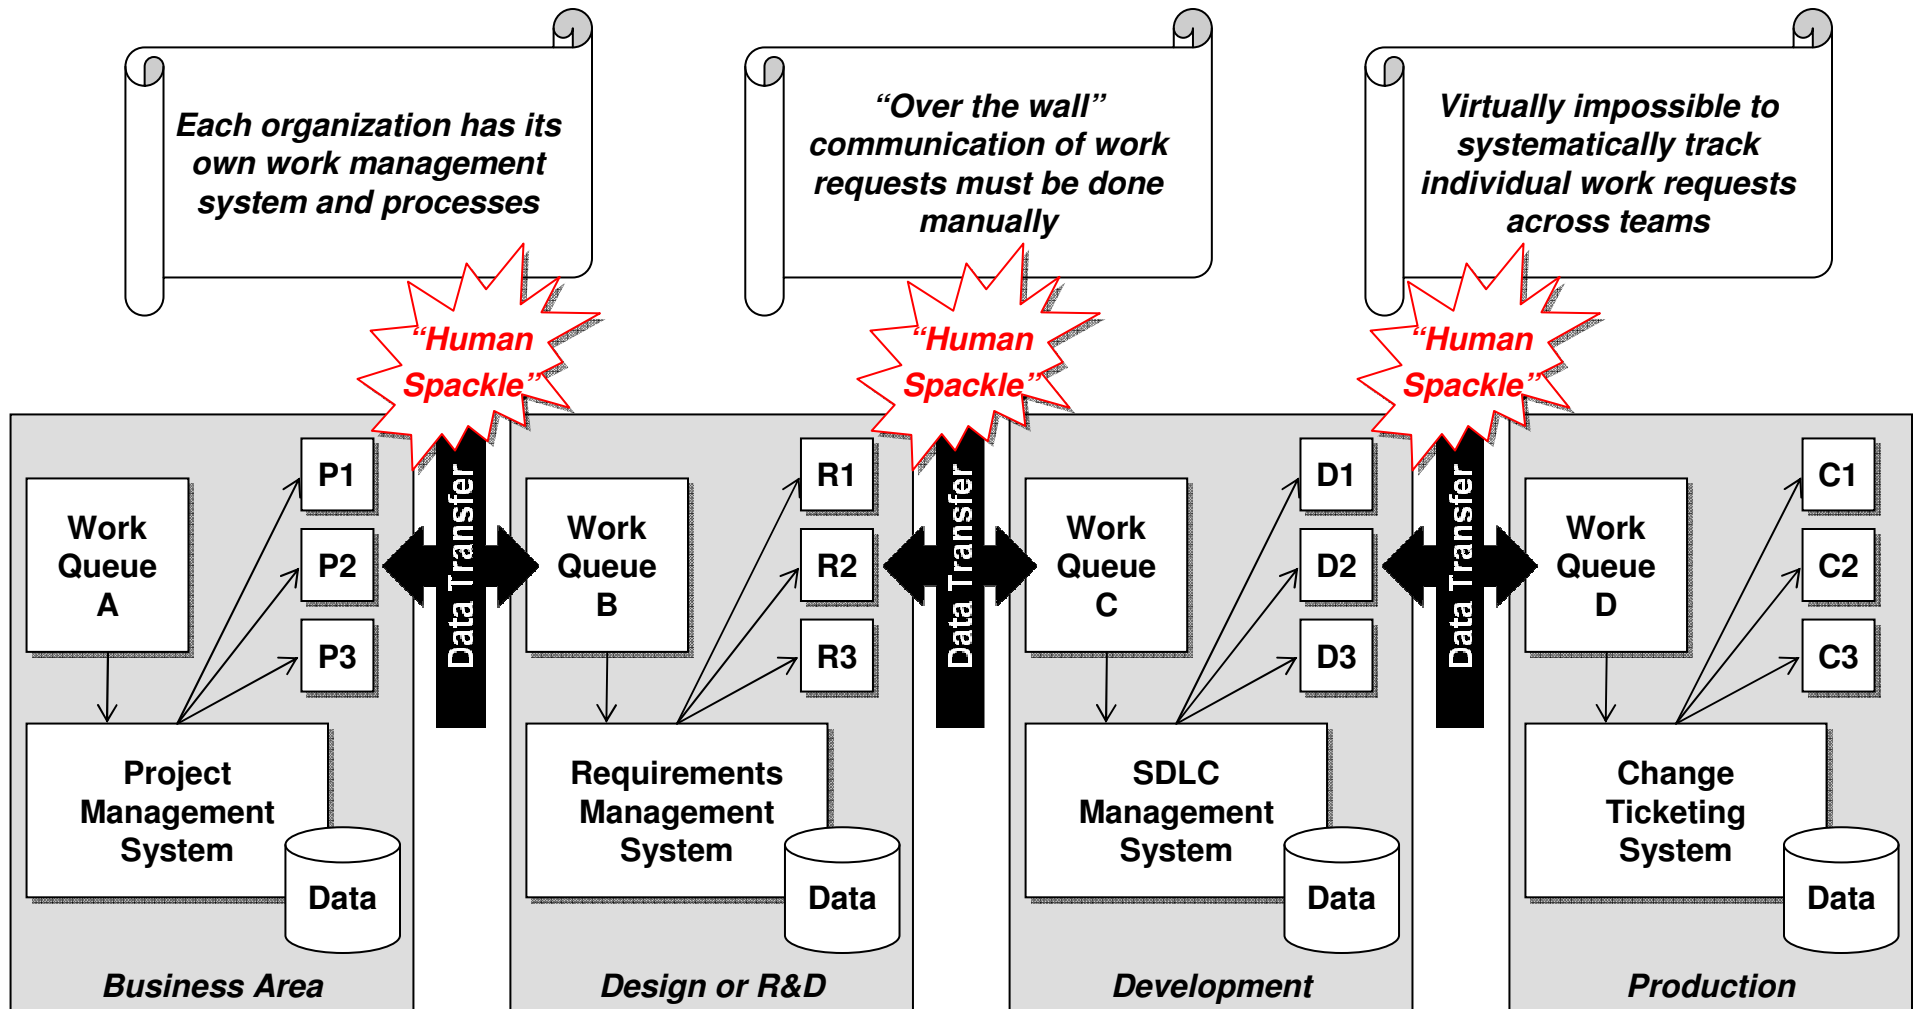 Each organization has its
own work management
system and processes
“Over the wall”
communication of work
requests must be done
manually
Virtually impossible to
systematically track
individual work requests
across teams
“Human
Spackle”
“Human
Spackle”
“Human
Spackle”
Work
Queue
A
P1
P2
P3
Project
Management
System
Data
Business Area
Data Transfer
Work
Queue
B
R1
R2
R3
Requirements
Management
System
Data
Design or R&D
Data Transfer
Work
Queue
C
D1
D2
D3
SDLC
Management
System
Data
Development
Data Transfer
Work
Queue
D
C1
C2
C3
Change
Ticketing
System
Data
Production